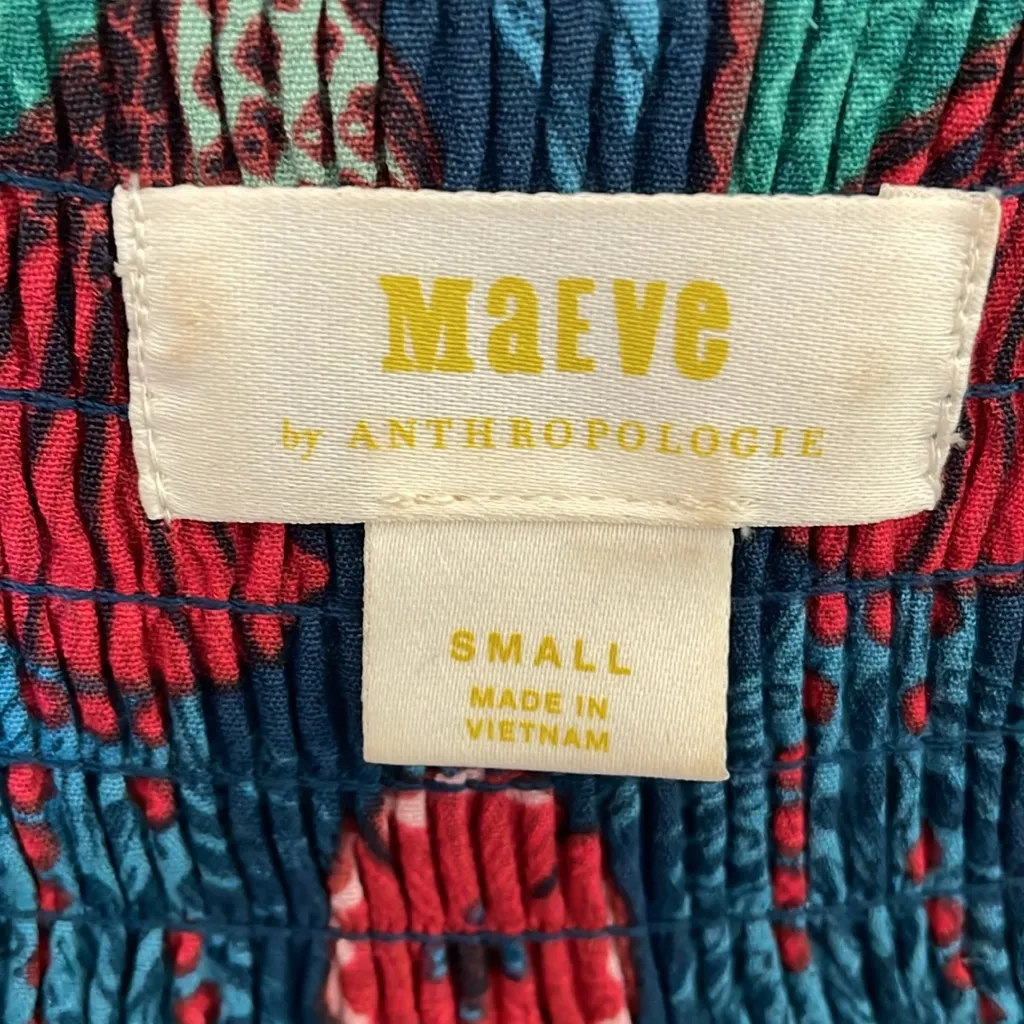 MaEVe
by ANTHROPOLOGIE
SMALL
MADE IN
VIETNAM